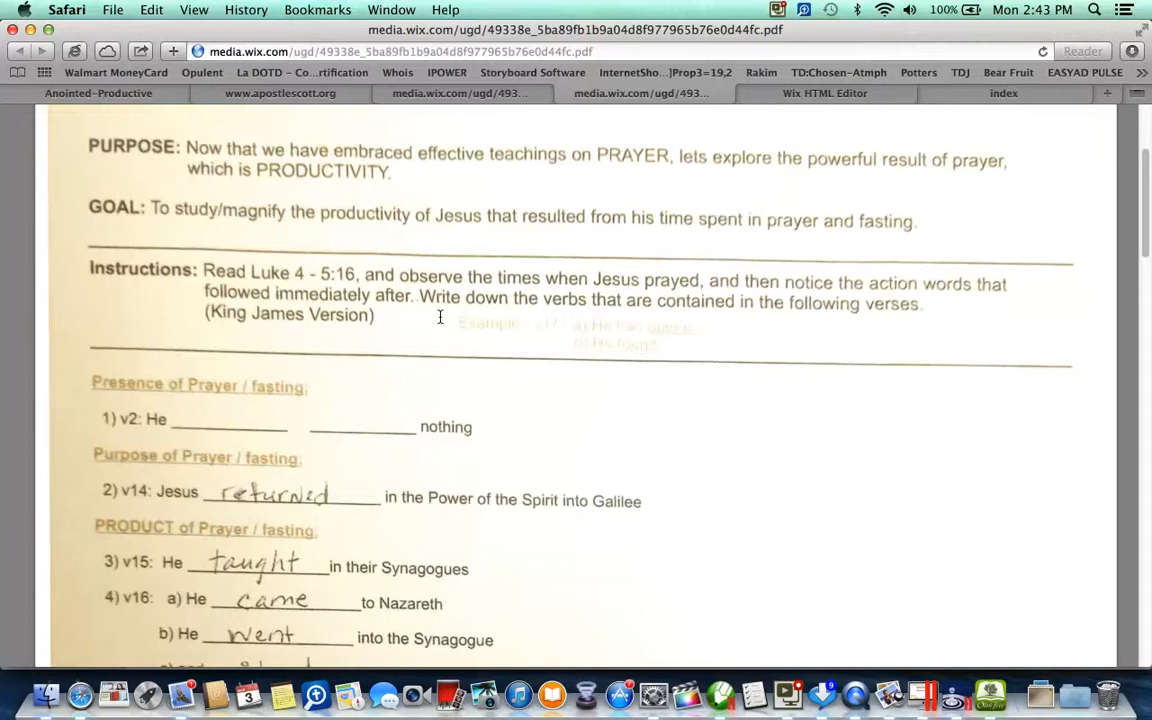 Safari File Edit View History Bookmarks Window Help 100% Mon 2:43 PM
media.wix.com/ugd/49338e_5ba89fb1b9a04d8f977965b76e0d44fc.pdf
media.wix.com/ugd/49338e_5ba89fb1b9a04d8f977965b76e0d44fc.pdf Reader
Walmart MoneyCard Opulent La DOTD – Co...rtification Whois IPOWER Storyboard Software InternetSho...]Prop3=19,2 Rakim TD:Chosen-Atmph Potters TDJ Bear Fruit EASYAD PULSE
Anointed-Productive www.apostlescott.org media.wix.com/ugd/493... media.wix.com/ugd/493... Wix HTML Editor index
PURPOSE: Now that we have embraced effective teachings on PRAYER, lets explore the powerful result of prayer,
which is PRODUCTIVITY.
GOAL: To study/magnify the productivity of Jesus that resulted from his time spent in prayer and fasting.
Instructions: Read Luke 4 - 5:16, and observe the times when Jesus prayed, and then notice the action words that
followed immediately after. Write down the verbs that are contained in the following verses.
(King James Version) Example: v17 a) He had
b) He found
Presence of Prayer / fasting:
1) v2: He ____________ ____________ nothing
Purpose of Prayer / fasting:
2) v14: Jesus returned in the Power of the Spirit into Galilee
PRODUCT of Prayer / fasting:
3) v15: He taught in their Synagogues
4) v16: a) He came to Nazareth
b) He went into the Synagogue